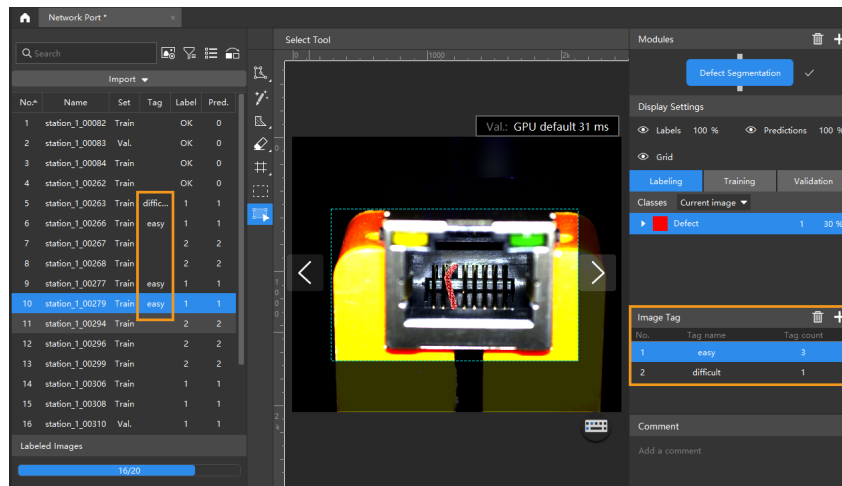 Network Port *
×
Search
Import
No. Name Set Tag Label Pred.
1 station_1_00082 Train OK 0
2 station_1_00083 Val. OK 0
3 station_1_00084 Train OK 0
4 station_1_00262 Train OK 0
5 station_1_00263 Train diffic... 1 1
6 station_1_00266 Train easy 1 1
7 station_1_00267 Train 2 2
8 station_1_00268 Train 2 2
9 station_1_00277 Train easy 1 1
10 station_1_00279 Train easy 1 1
11 station_1_00294 Train 2 2
12 station_1_00296 Train 2 2
13 station_1_00299 Train 2 2
14 station_1_00306 Train 1 1
15 station_1_00308 Train 1 1
16 station_1_00310 Val. 1 1
Labeled Images
16/20
Select Tool
0 1000 2k
0
1000
2k
Val.: GPU default 31 ms
Modules
Defect Segmentation
Display Settings
Labels 100 % Predictions 100 %
Grid
Labeling Training Validation
Classes Current image
Defect 1 30 %
Image Tag
No. Tag name Tag count
1 easy 3
2 difficult 1
Comment
Add a comment